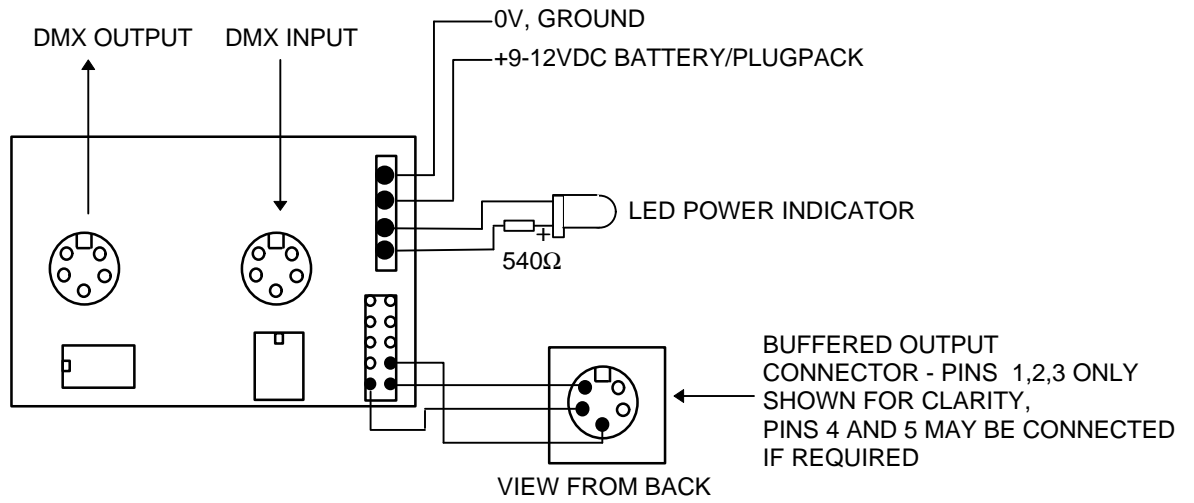 0V, GROUND
DMX OUTPUT
DMX INPUT
+9-12VDC BATTERY/PLUGPACK
LED POWER INDICATOR
+
540Ω
BUFFERED OUTPUT
CONNECTOR - PINS 1,2,3 ONLY
SHOWN FOR CLARITY,
PINS 4 AND 5 MAY BE CONNECTED
IF REQUIRED
VIEW FROM BACK